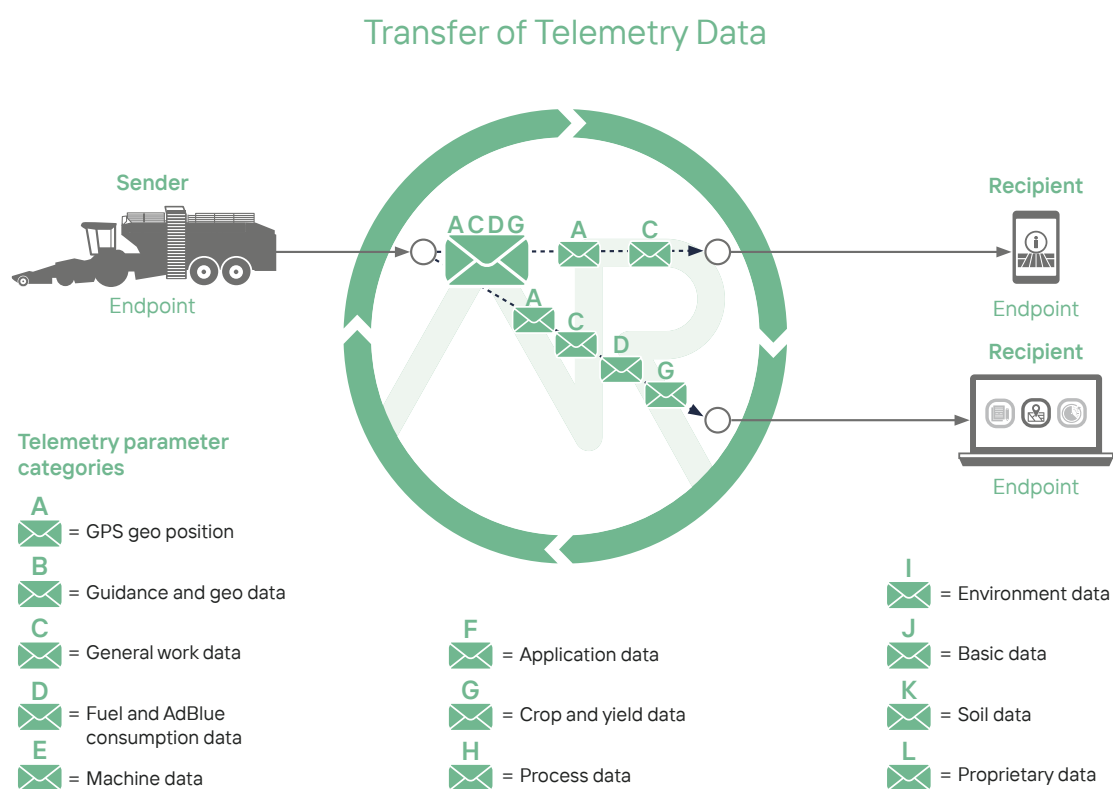 Transfer of Telemetry Data
Sender
Endpoint
A C D G
A
C
A
C
D
G
Recipient
Endpoint
Recipient
Endpoint
AR
Telemetry parameter
categories
A
= GPS geo position
B
= Guidance and geo data
C
= General work data
D
= Fuel and AdBlue
consumption data
E
= Machine data
F
= Application data
G
= Crop and yield data
H
= Process data
I
= Environment data
J
= Basic data
K
= Soil data
L
= Proprietary data